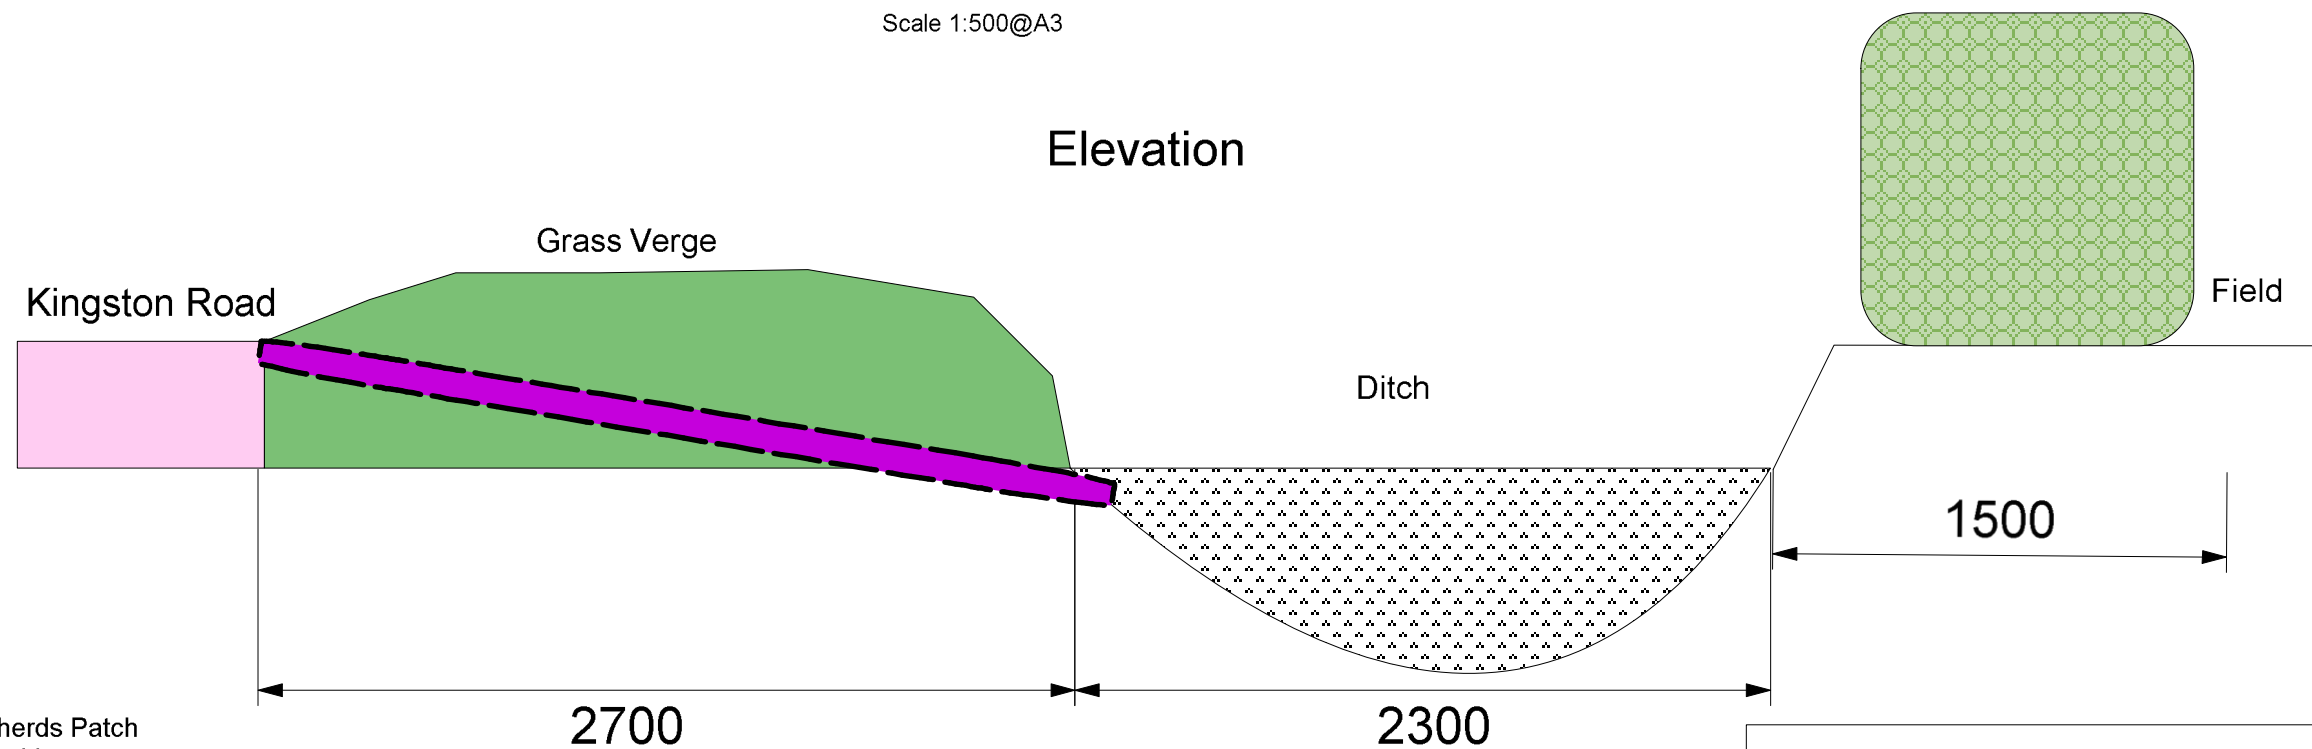 Scale 1:500@A3
Elevation
Grass Verge
Kingston Road
Field
Ditch
1500
2700
2300
herds Patch